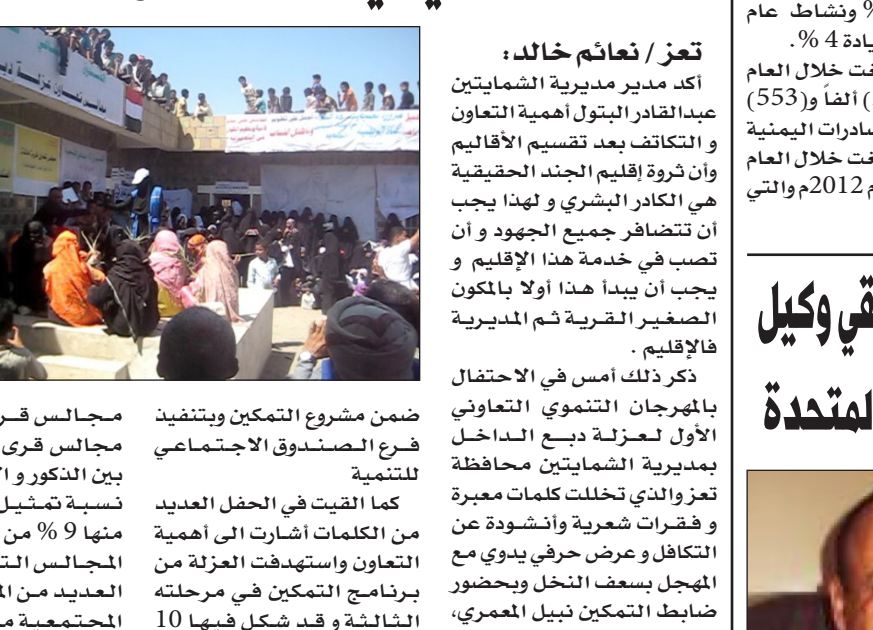 % ونشاط عام
يادة 4 %.
خلال العام
ألفاً و(553)
اليمنية
خلال العام
2012م والتي
وكيل
المتحدة
تعز / نعائم خالد:
أكد مدير مديرية الشمايتين
عبدالقادر البتول أهمية التعاون
و التكاتف بعد تقسيم الأقاليم
وأن ثروة إقليم الجند الحقيقية
هي الكادر البشري و لهذا يجب
أن تتضافر جميع الجهود و أن
تصب في خدمة هذا الإقليم و
يجب أن يبدأ هذا أولا بالمكون
الصغير القرية ثم المديرية
فالإقليم .
ذكر ذلك أمس في الاحتفال
بالمهرجان التنموي التعاوني
الأول لعزلة دبع الداخل
بمديرية الشمايتين محافظة
تعز والذي تخللت كلمات معبرة
و فقرات شعرية وأنشودة عن
التكافل و عرض حرفي يدوي مع
المهجل بسعف النخل وبحضور
ضابط التمكين نبيل المعمري،
ضمن مشروع التمكين وبتنفيذ
فرع الصندوق الاجتماعي
للتنمية
كما القيت في الحفل العديد
من الكلمات أشارت الى أهمية
التعاون واستهدفت العزلة من
برنامج التمكين في مرحلته
الثالثة و قد شكل فيها 10
مجالس
مجالس قرى
بين الذكور و
نسبة تمثيل
منها 9 % من
المجالس
العديد من
المجتمعية